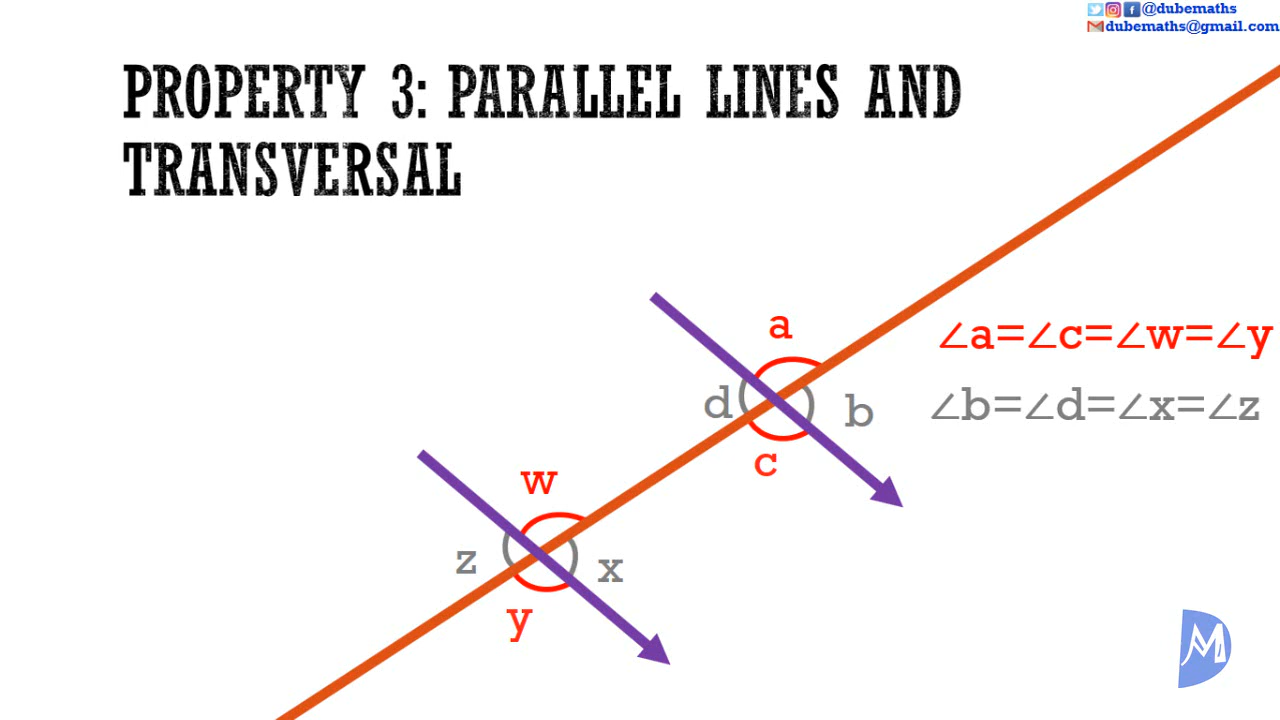 @dubemaths
dubemaths@gmail.com
PROPERTY 3: PARALLEL LINES AND
TRANSVERSAL
a
∠a=∠c=∠w=∠y
d
b
∠b=∠d=∠x=∠z
c
w
z
x
y
M